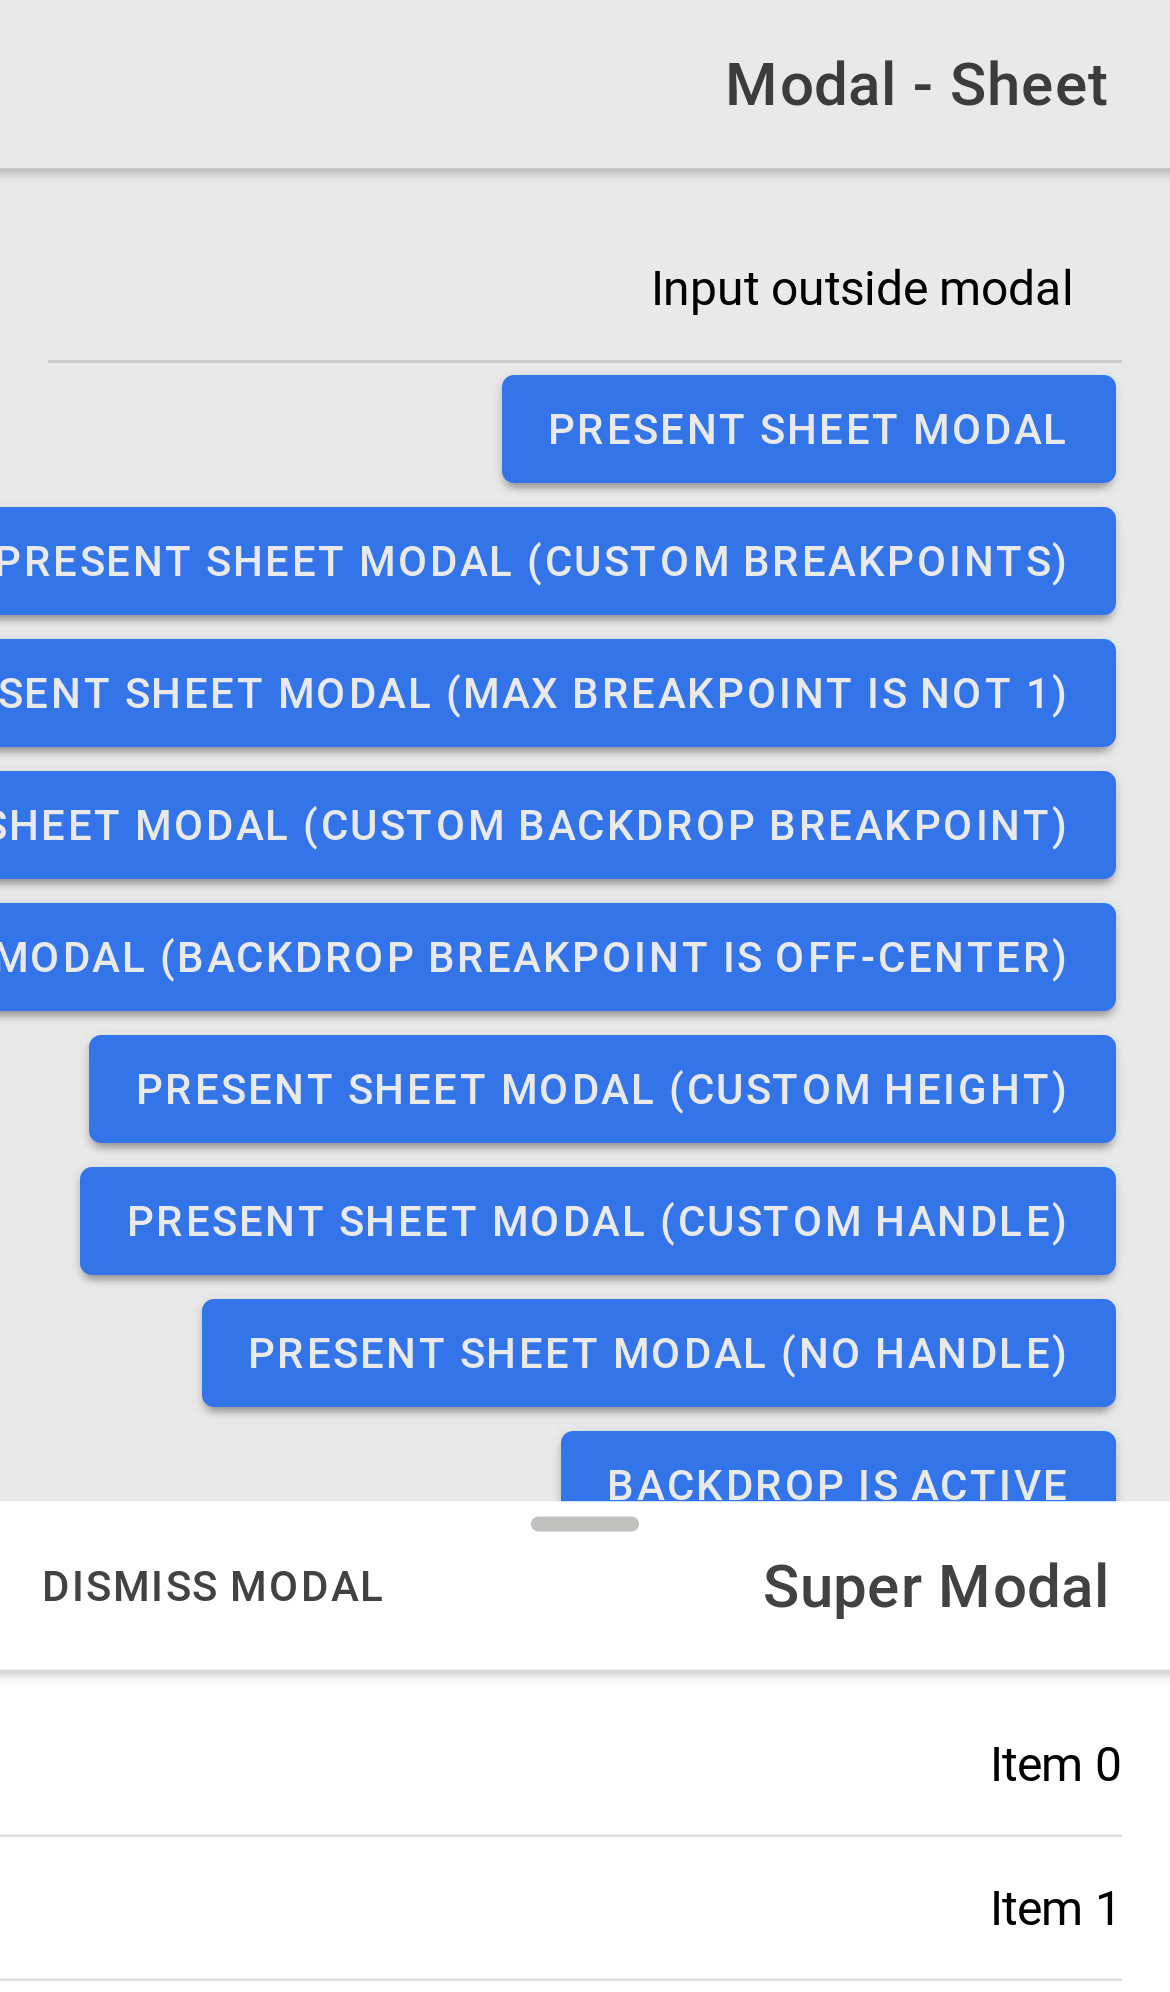 Modal - Sheet
Input outside modal
PRESENT SHEET MODAL
PRESENT SHEET MODAL (CUSTOM BREAKPOINTS)
SENT SHEET MODAL (MAX BREAKPOINT IS NOT 1)
SHEET MODAL (CUSTOM BACKDROP BREAKPOINT)
MODAL (BACKDROP BREAKPOINT IS OFF-CENTER)
PRESENT SHEET MODAL (CUSTOM HEIGHT)
PRESENT SHEET MODAL (CUSTOM HANDLE)
PRESENT SHEET MODAL (NO HANDLE)
BACKDROP IS ACTIVE
DISMISS MODAL
Super Modal
Item 0
Item 1